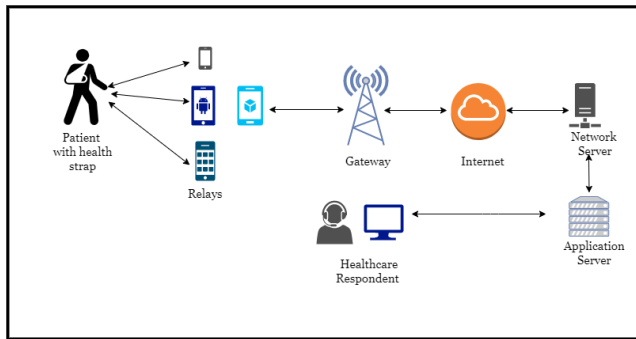 Patient
with health
strap
Relays
Gateway
Internet
Network
Server
Healthcare
Respondent
Application
Server